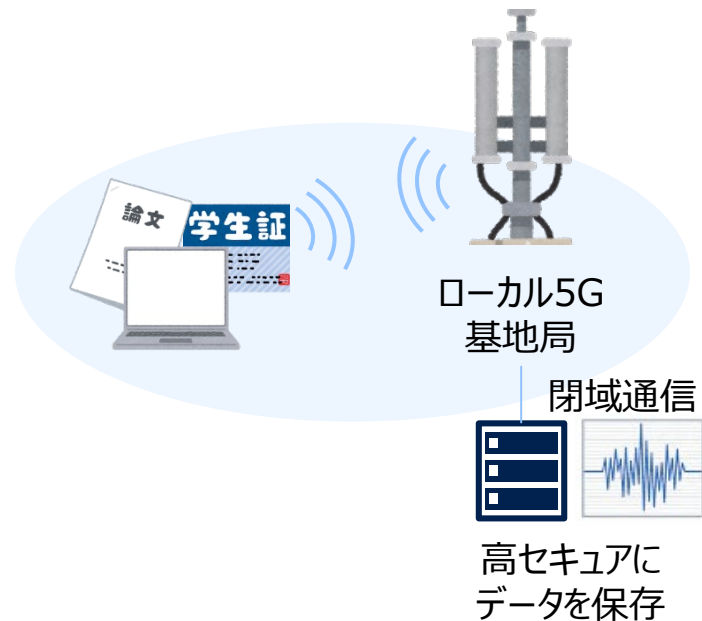 論文
学生証
ローカル5G
基地局
閉域通信
高セキュアに
データを保存